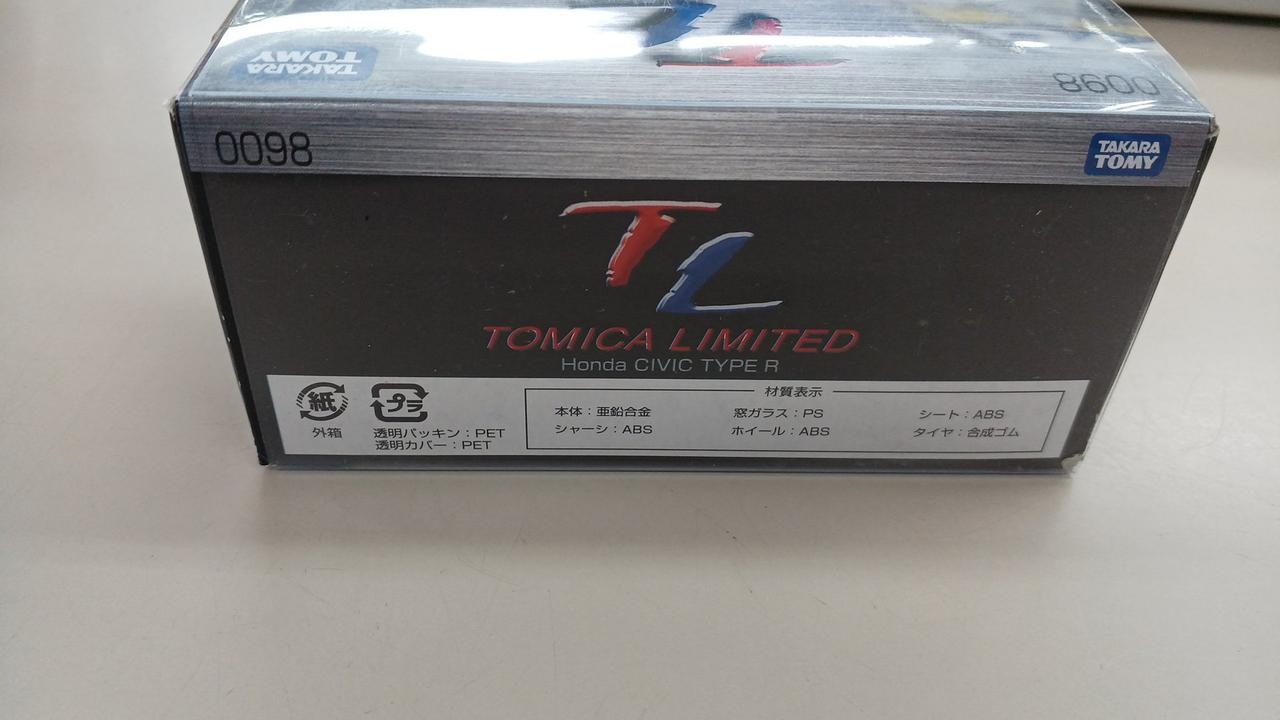 TAKARA
TOMY
0098
0098
TAKARA
TOMY
TL
TOMICA LIMITED
Honda CIVIC TYPE R
紙
外箱
プラ
透明パッキン：PET
透明カバー：PET
材質表示
本体：亜鉛合金
窓ガラス：PS
シート：ABS
シャーシ：ABS
ホイール：ABS
タイヤ：合成ゴム